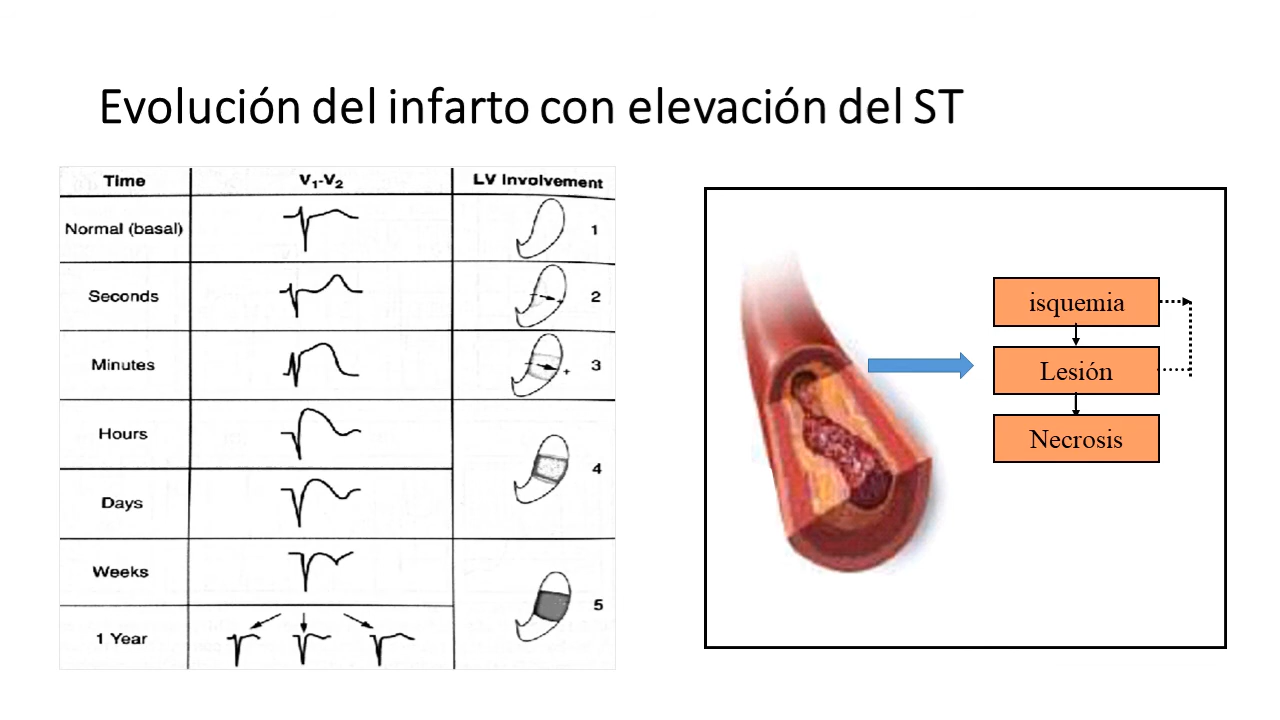 Evolución del infarto con elevación del ST
Time V₁-V₂ LV Involvement
Normal (basal) 1
Seconds 2
Minutes + 3
Hours
4
Days
Weeks
5
1 Year
isquemia
Lesión
Necrosis